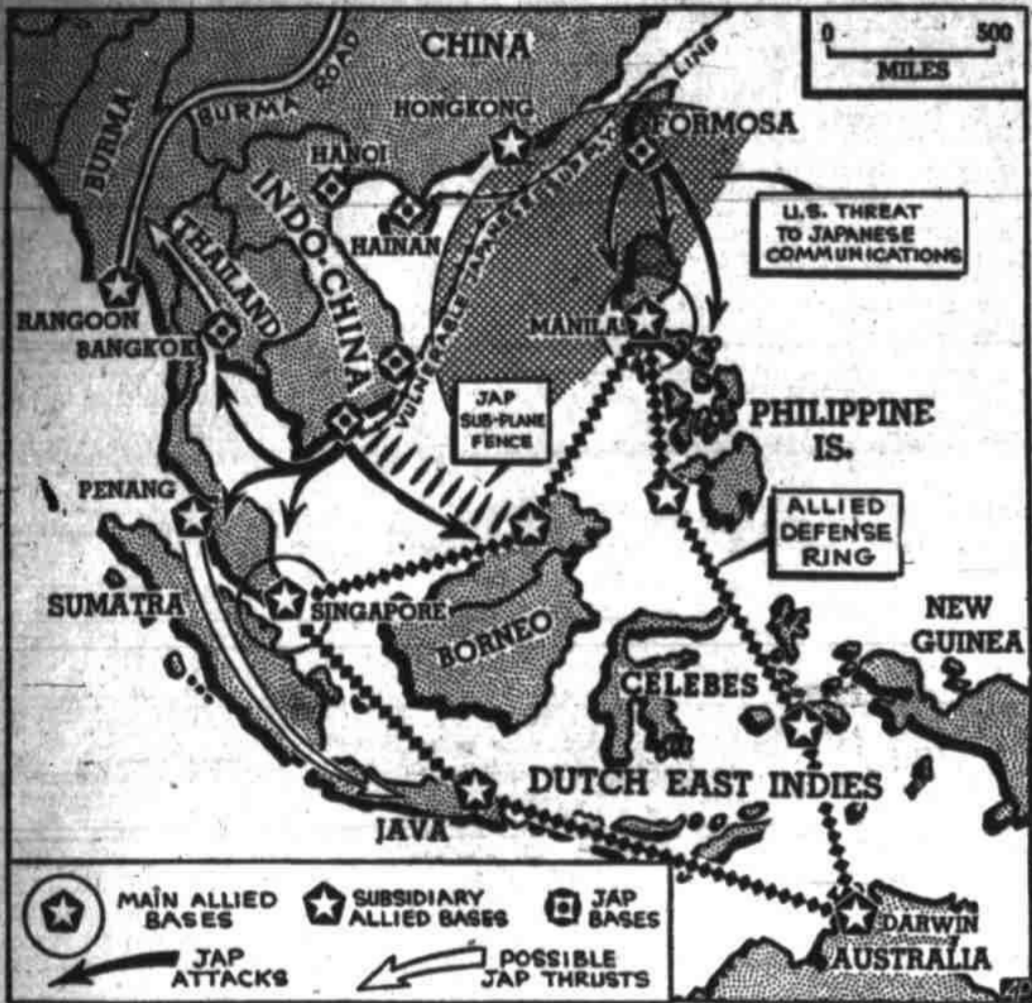 0 500
MILES
CHINA
BURMA ROAD
BURMA
HONGKONG
VULNERABLE JAPANESE SUPPLY LINE
FORMOSA
HANOI
INDO-CHINA
HAINAN
U.S. THREAT
TO JAPANESE
COMMUNICATIONS
THAILAND
RANGOON
BANGKOK
MANILA
JAP
SUB-PLANE
FENCE
PHILIPPINE
IS.
PENANG
ALLIED
DEFENSE
RING
SUMATRA
SINGAPORE
BORNEO
NEW
GUINEA
CELEBES
DUTCH EAST INDIES
JAVA
DARWIN
AUSTRALIA
MAIN ALLIED
BASES
SUBSIDIARY
ALLIED BASES
JAP
BASES
JAP
ATTACKS
POSSIBLE
JAP THRUSTS